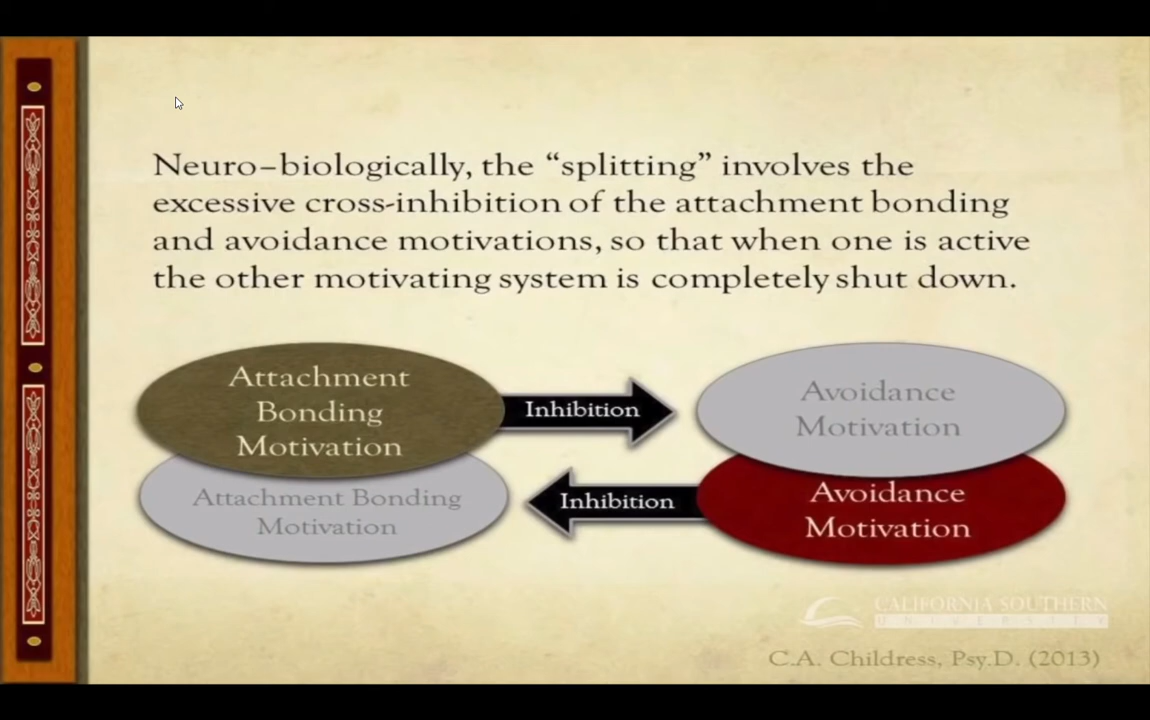 Neuro–biologically, the “splitting” involves the
excessive cross-inhibition of the attachment bonding
and avoidance motivations, so that when one is active
the other motivating system is completely shut down.
Attachment
Bonding
Motivation
Inhibition
Avoidance
Motivation
Attachment Bonding
Motivation
Inhibition
Avoidance
Motivation
CALIFORNIA SOUTHERN
UNIVERSITY
C.A. Childress, Psy.D. (2013)